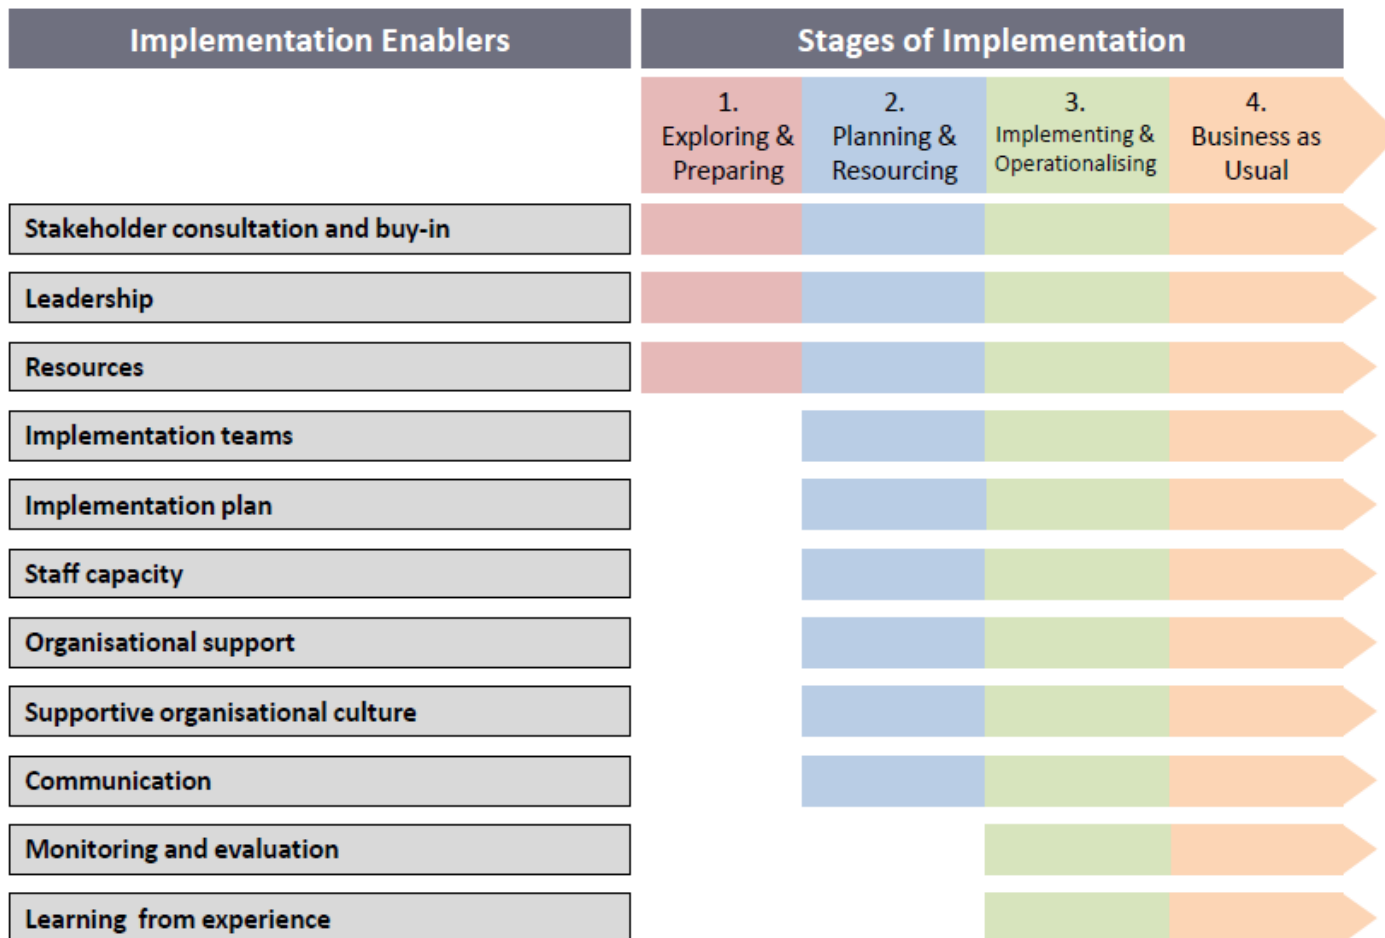 Implementation Enablers
Stages of Implementation
1.
Exploring &
Preparing
2.
Planning &
Resourcing
3.
Implementing &
Operationalising
4.
Business as
Usual
Stakeholder consultation and buy-in
Leadership
Resources
Implementation teams
Implementation plan
Staff capacity
Organisational support
Supportive organisational culture
Communication
Monitoring and evaluation
Learning from experience